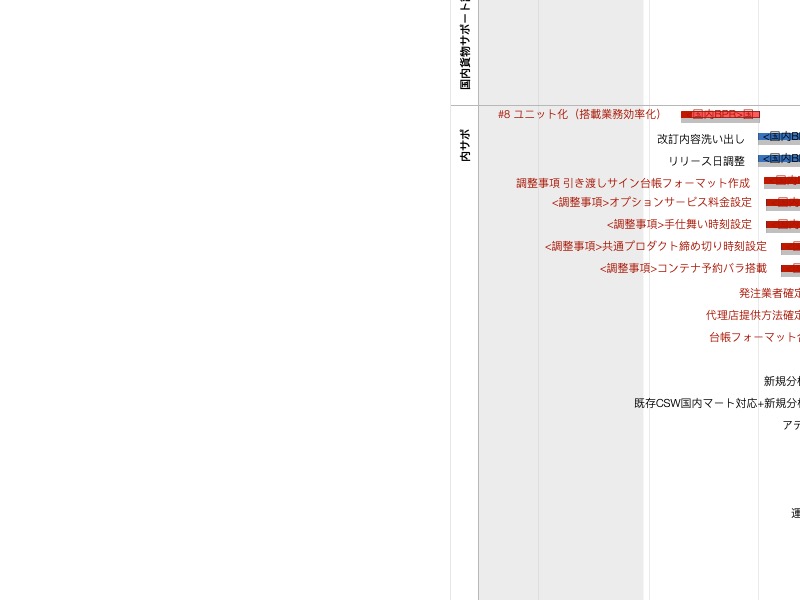 国内貨物サポート
#8 ユニット化（搭載業務効率化）
<国内BPR>国
内サポ
改訂内容洗い出し
<国内B
リリース日調整
<国内B
調整事項 引き渡しサイン台帳フォーマット作成
<調整事項>オプションサービス料金設定
<調整事項>手仕舞い時刻設定
<調整事項>共通プロダクト締め切り時刻設定
<調整事項>コンテナ予約バラ搭載
発注業者確定
代理店提供方法確定
台帳フォーマット
新規分
既存CSW国内マート対応+新規分
アデ
運